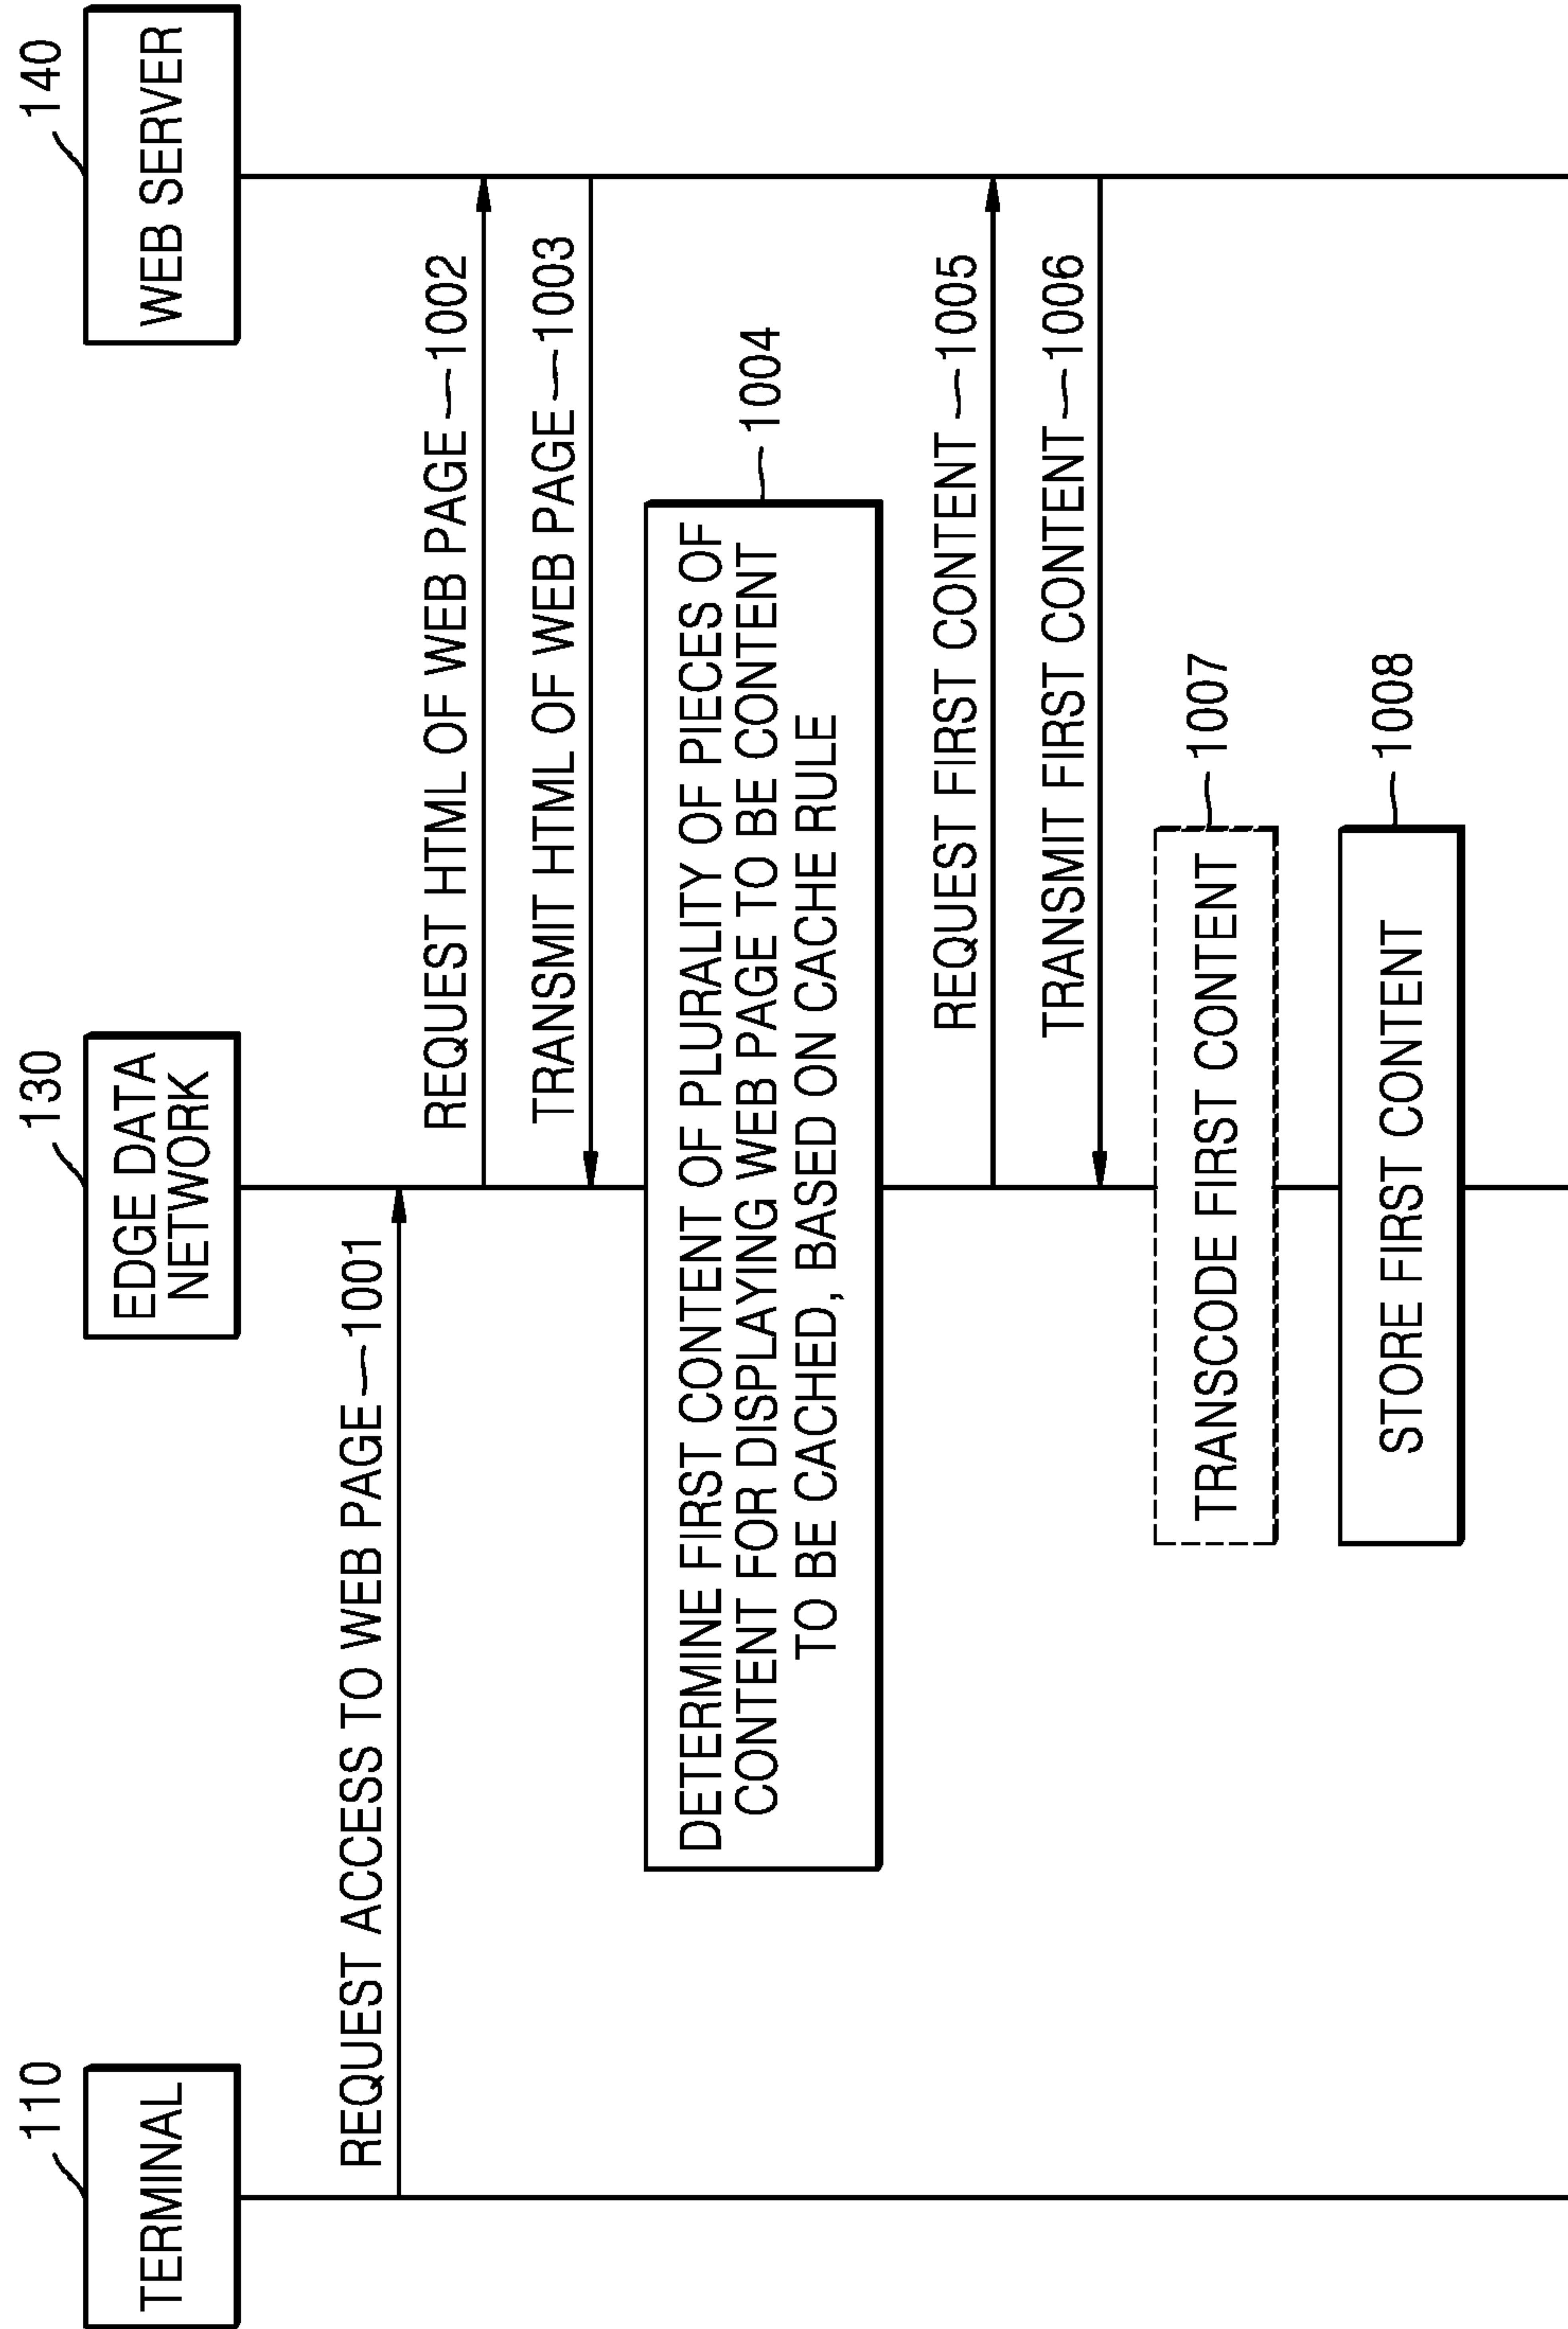 110
TERMINAL
130
EDGE DATA
NETWORK
140
WEB SERVER
REQUEST ACCESS TO WEB PAGE 1001
REQUEST HTML OF WEB PAGE 1002
TRANSMIT HTML OF WEB PAGE 1003
DETERMINE FIRST CONTENT OF PLURALITY OF PIECES OF
CONTENT FOR DISPLAYING WEB PAGE TO BE CONTENT
TO BE CACHED, BASED ON CACHE RULE
1004
REQUEST FIRST CONTENT 1005
TRANSMIT FIRST CONTENT 1006
TRANSCODE FIRST CONTENT 1007
STORE FIRST CONTENT 1008